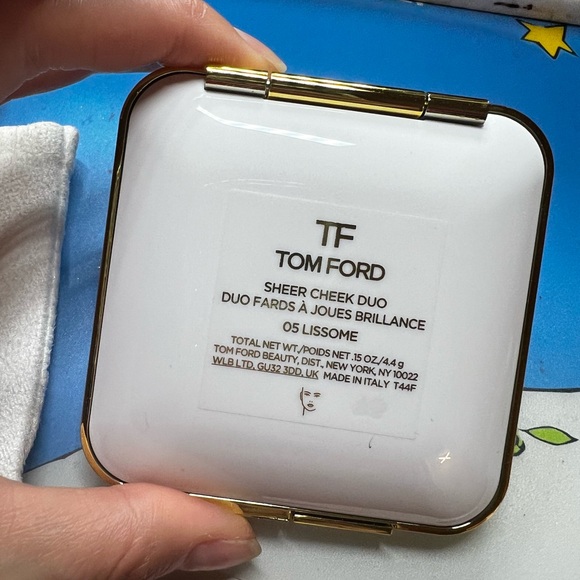 TF
TOM FORD
SHEER CHEEK DUO
DUO FARDS À JOUES BRILLANCE
05 LISSOME
TOTAL NET WT./POIDS NET .15 OZ./4.4 g
TOM FORD BEAUTY, DIST., NEW YORK, NY 10022
WLB LTD, GU32 3DD, UK MADE IN ITALY T44F